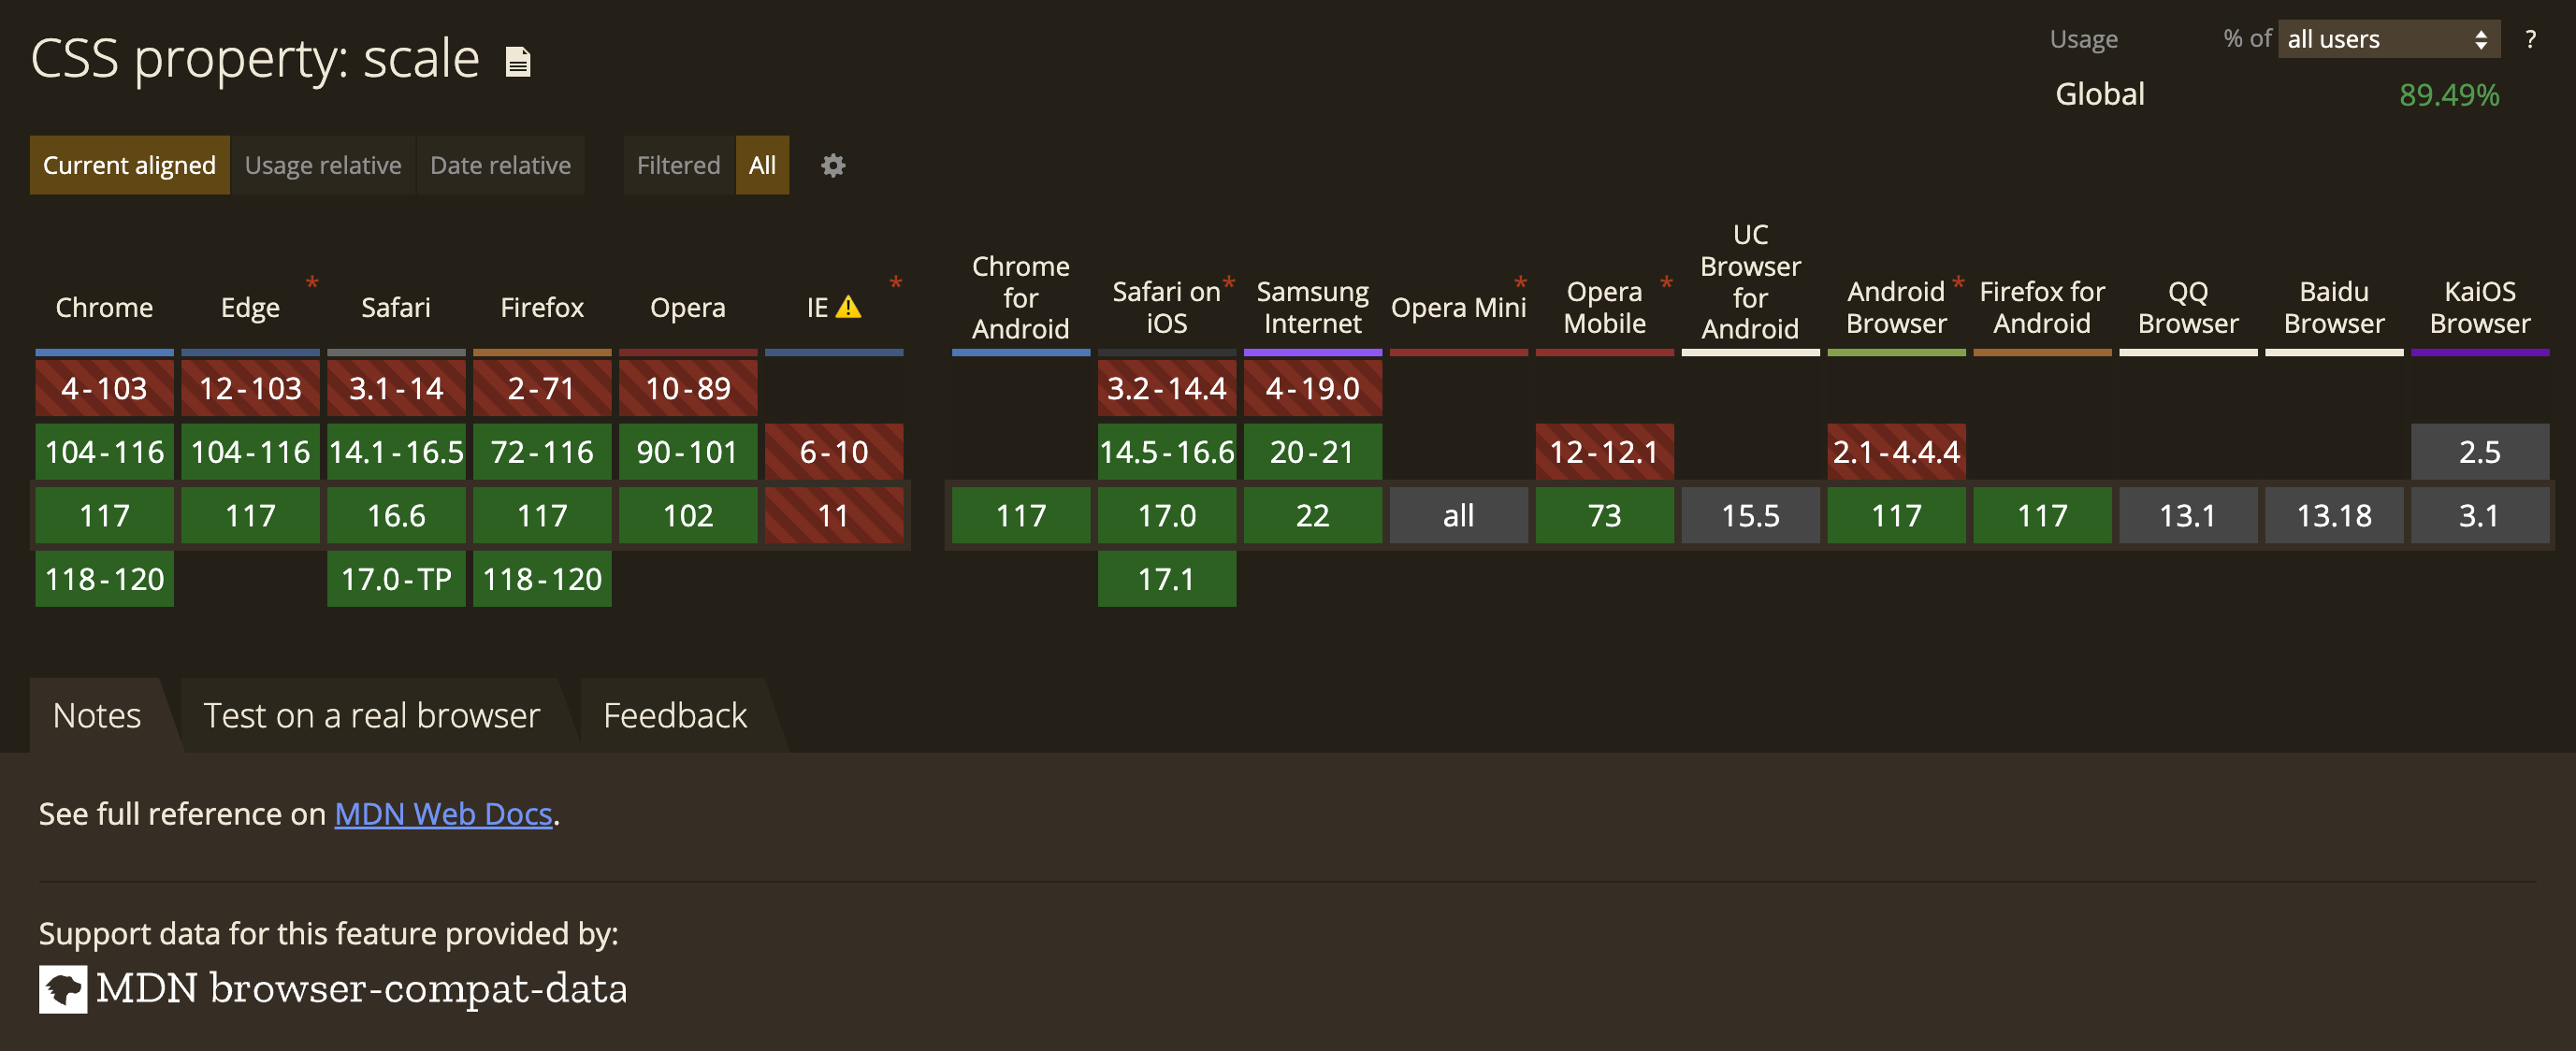 CSS property: scale
Usage % of all users ?
Global 89.49%
Current aligned Usage relative Date relative Filtered All
Chrome Edge * Safari Firefox Opera IE * Chrome for Android Safari on iOS * Samsung Internet Opera Mini * Opera Mobile * UC Browser for Android Android Browser * Firefox for Android QQ Browser Baidu Browser KaiOS Browser
4-103 12-103 3.1-14 2-71 10-89 3.2-14.4 4-19.0
104-116 104-116 14.1-16.5 72-116 90-101 6-10 14.5-16.6 20-21 12-12.1 2.1-4.4.4 2.5
117 117 16.6 117 102 11 117 17.0 22 all 73 15.5 117 117 13.1 13.18 3.1
118-120 17.0-TP 118-120 17.1
Notes Test on a real browser Feedback
See full reference on MDN Web Docs.
Support data for this feature provided by:
MDN browser-compat-data